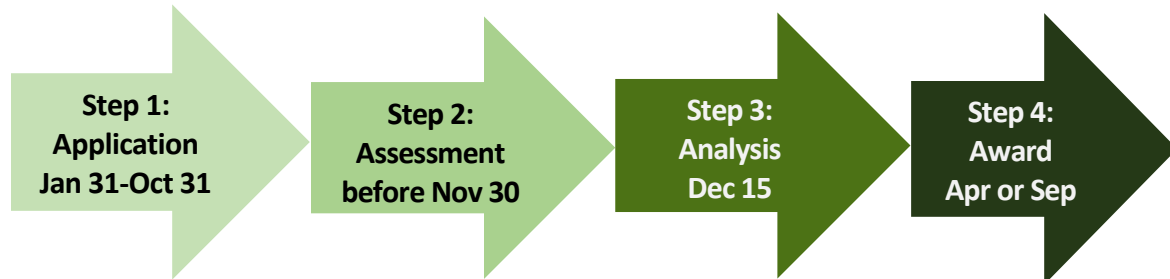 Step 1:
Application
Jan 31-Oct 31
Step 2:
Assessment
before Nov 30
Step 3:
Analysis
Dec 15
Step 4:
Award
Apr or Sep